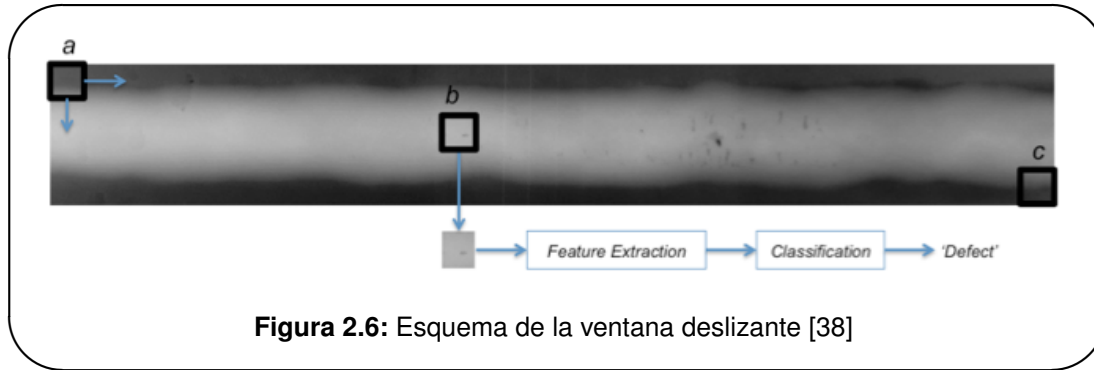 a
b
c
Feature Extraction
Classification
'Defect'
Figura 2.6: Esquema de la ventana deslizante [38]